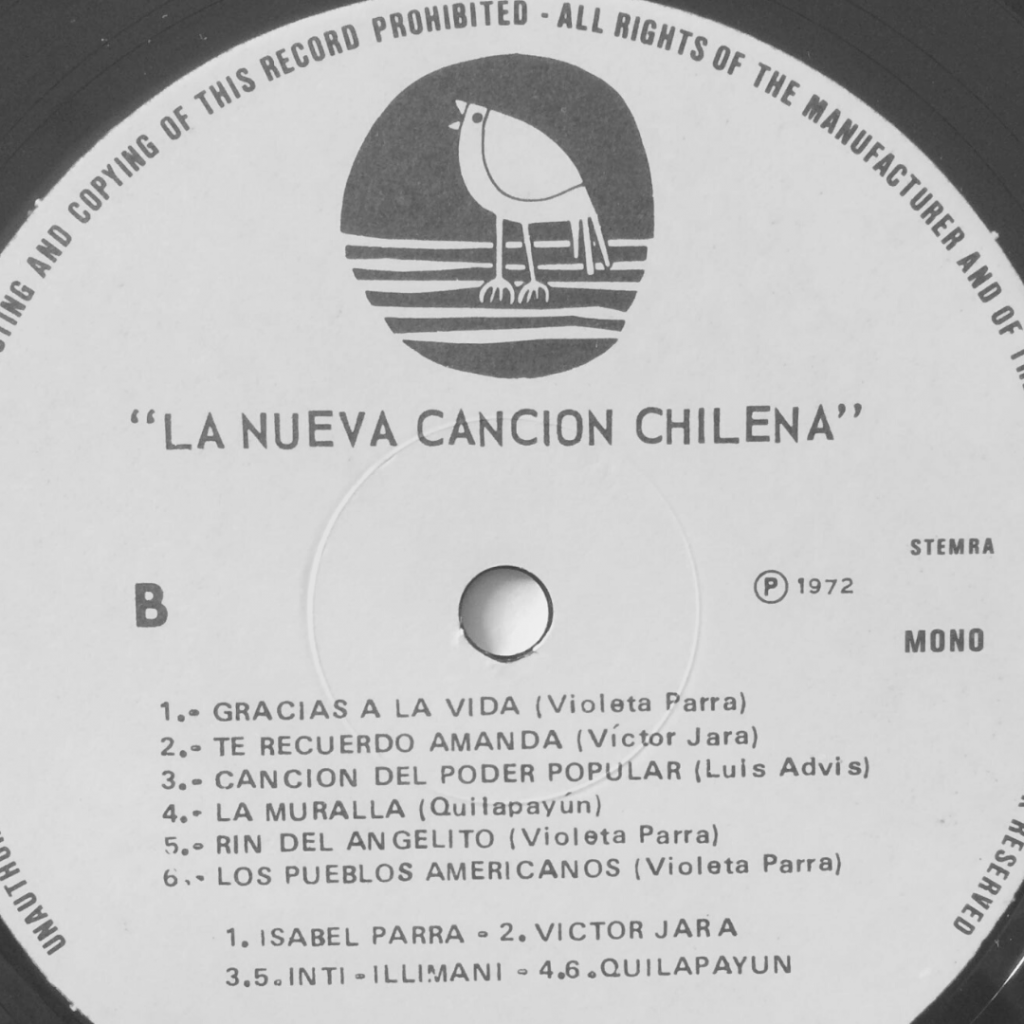 UNAUTHOR
TING AND COPYING OF THIS RECORD PROHIBITED - ALL RIGHTS OF THE MANUFACTURER AND OF
RESERVED
“LA NUEVA CANCION CHILENA”
STEMRA
B
Ⓟ 1972
MONO
1.- GRACIAS A LA VIDA (Violeta Parra)
2.- TE RECUERDO AMANDA (Víctor Jara)
3.- CANCION DEL PODER POPULAR (Luis Advis)
4.- LA MURALLA (Quilapayún)
5.- RIN DEL ANGELITO (Violeta Parra)
6.- LOS PUEBLOS AMERICANOS (Violeta Parra)
1. ISABEL PARRA - 2. VICTOR JARA
3.5. INTI-ILLIMANI - 4.6.QUILAPAYUN